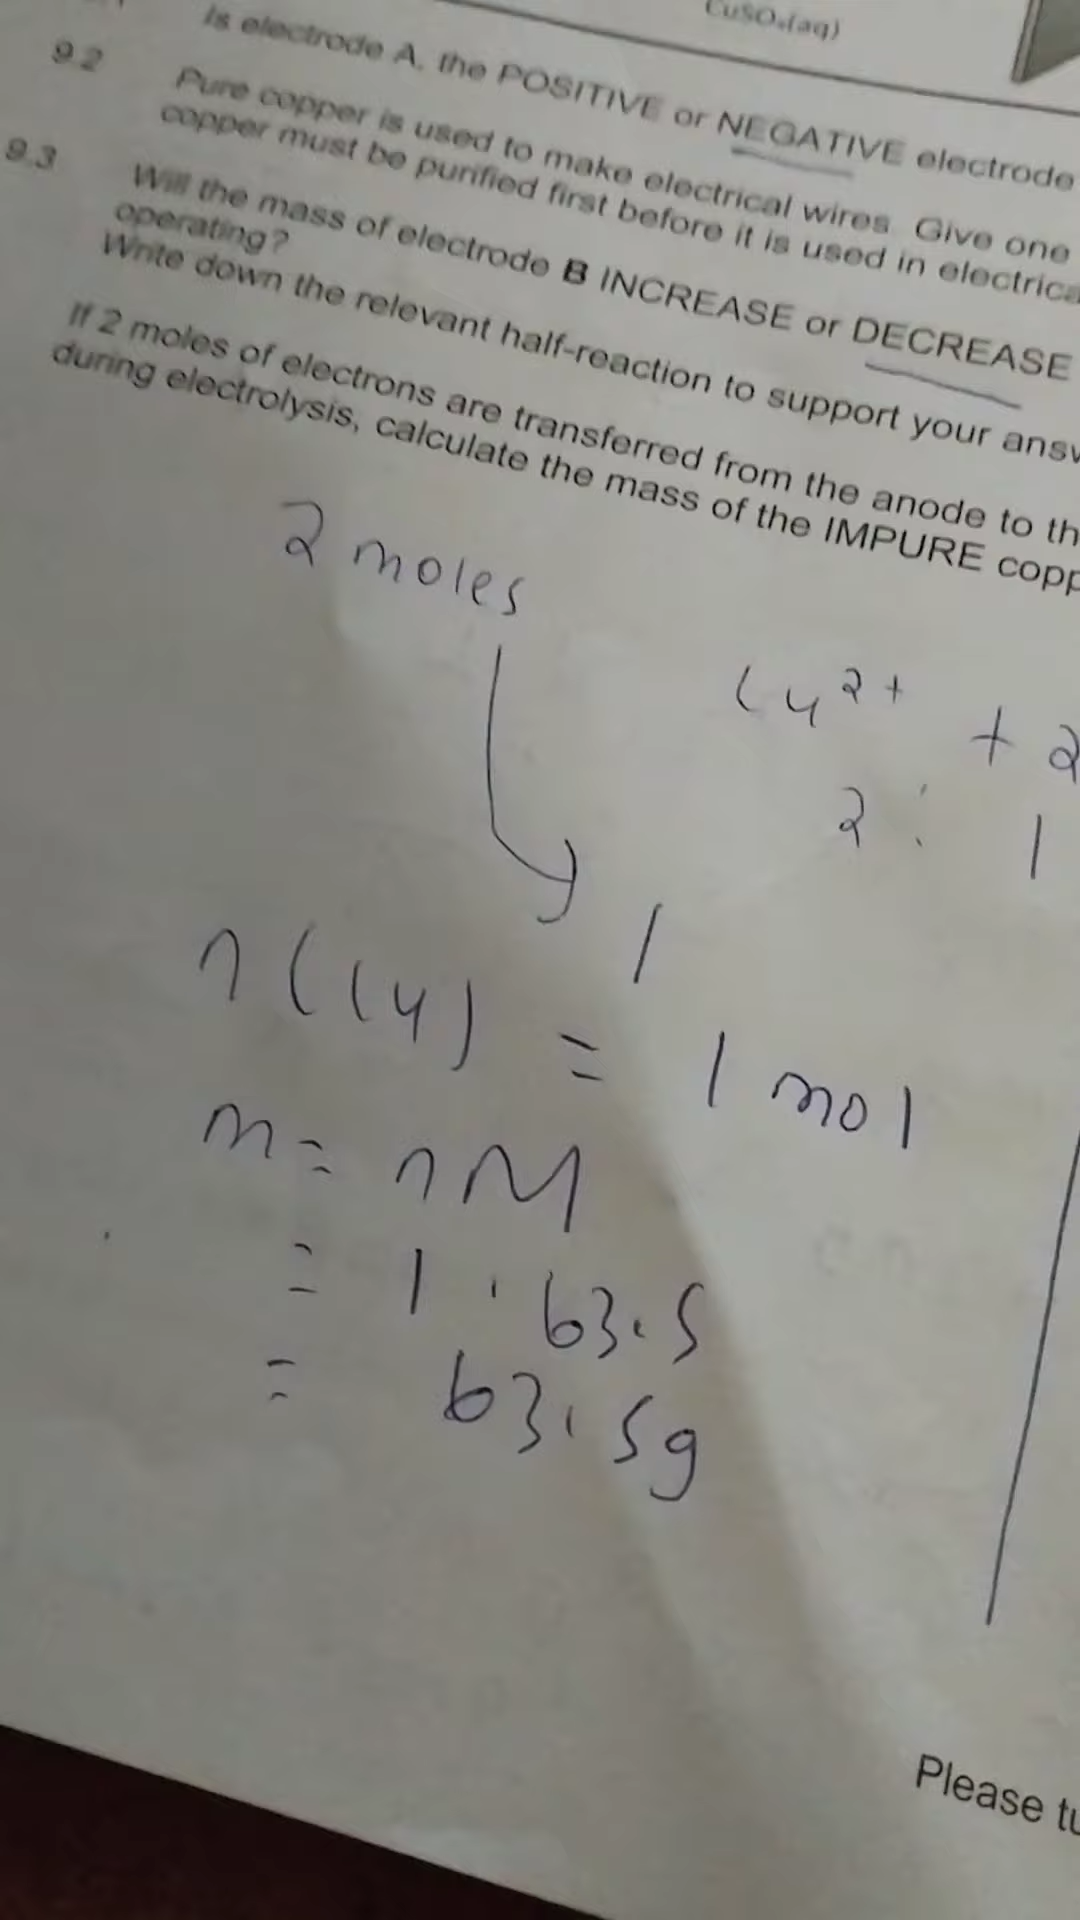 CuSO₄(aq)
Is electrode A, the POSITIVE or NEGATIVE electrode
9.2 Pure copper is used to make electrical wires. Give one
copper must be purified first before it is used in electrica
9.3 Will the mass of electrode B INCREASE or DECREASE
operating?
Write down the relevant half-reaction to support your answ
If 2 moles of electrons are transferred from the anode to th
during electrolysis, calculate the mass of the IMPURE copp
2 moles
Cu²⁺ + 2
2 : 1
1
n(Cu) = 1 mol
m = nM
= 1 . 63.5
= 63.5g
Please tu